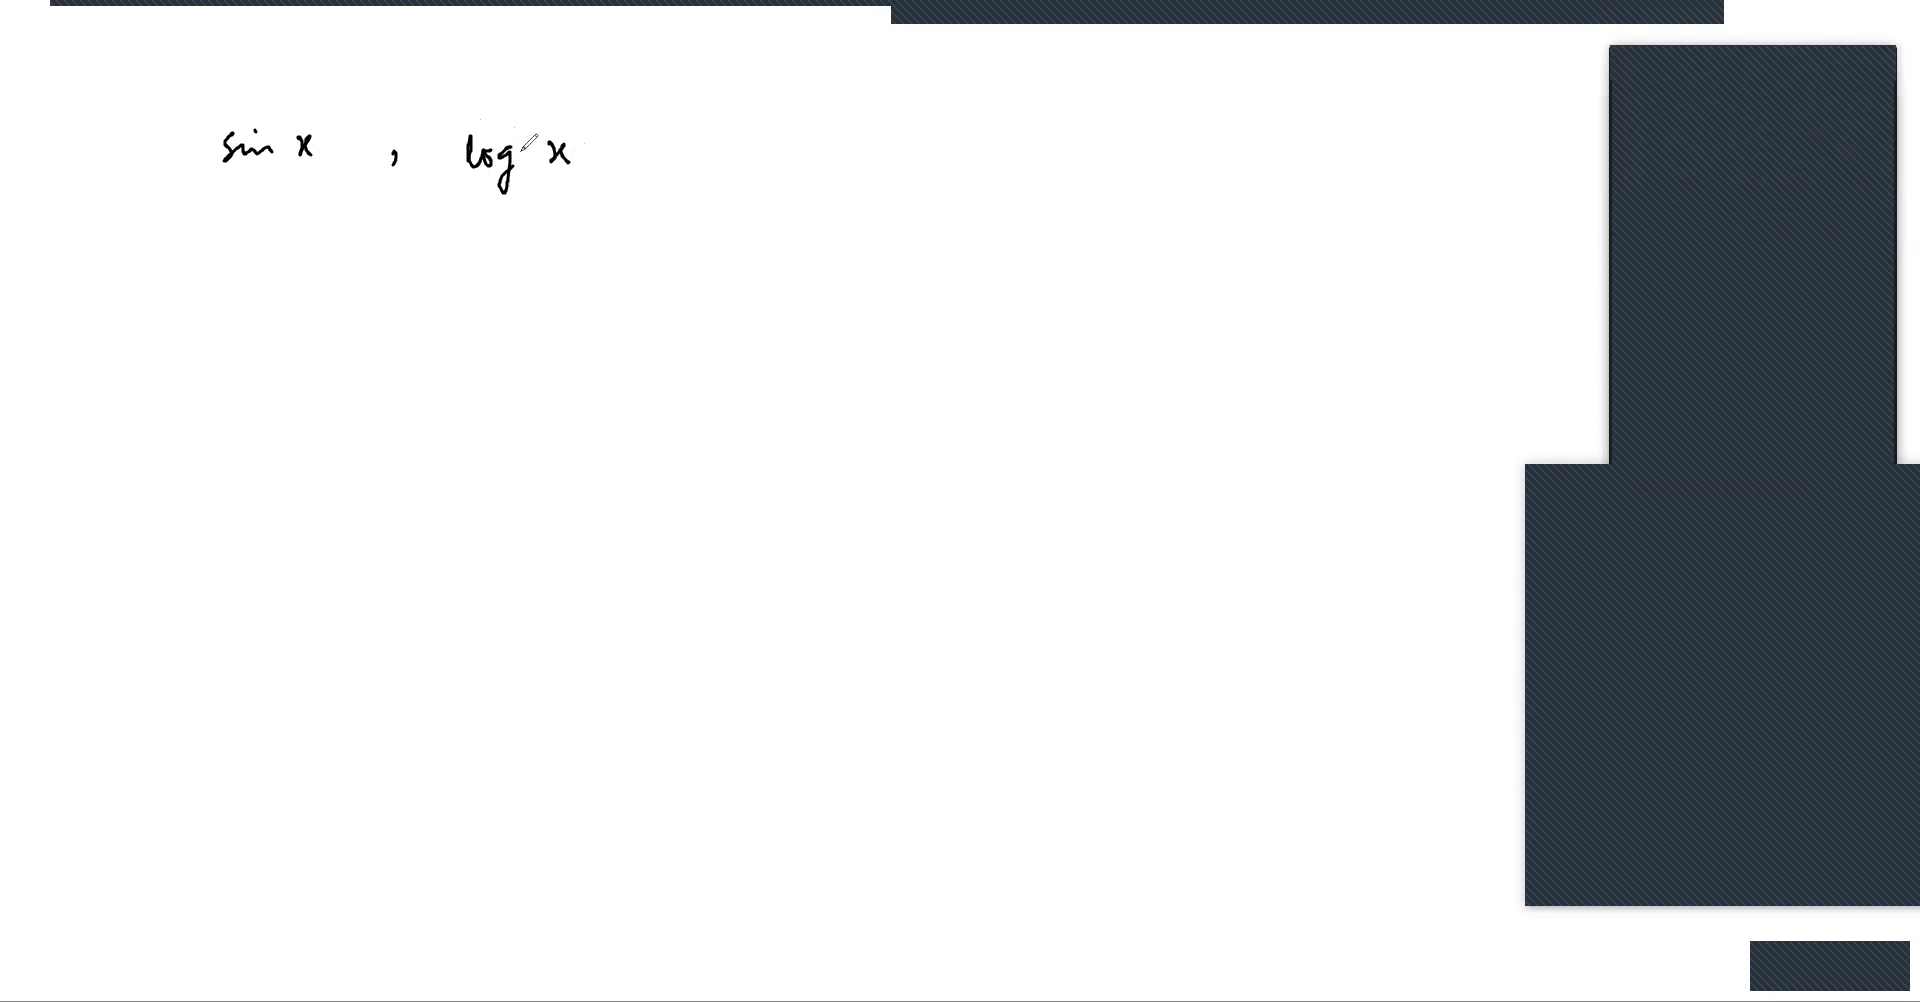 sin x , log x